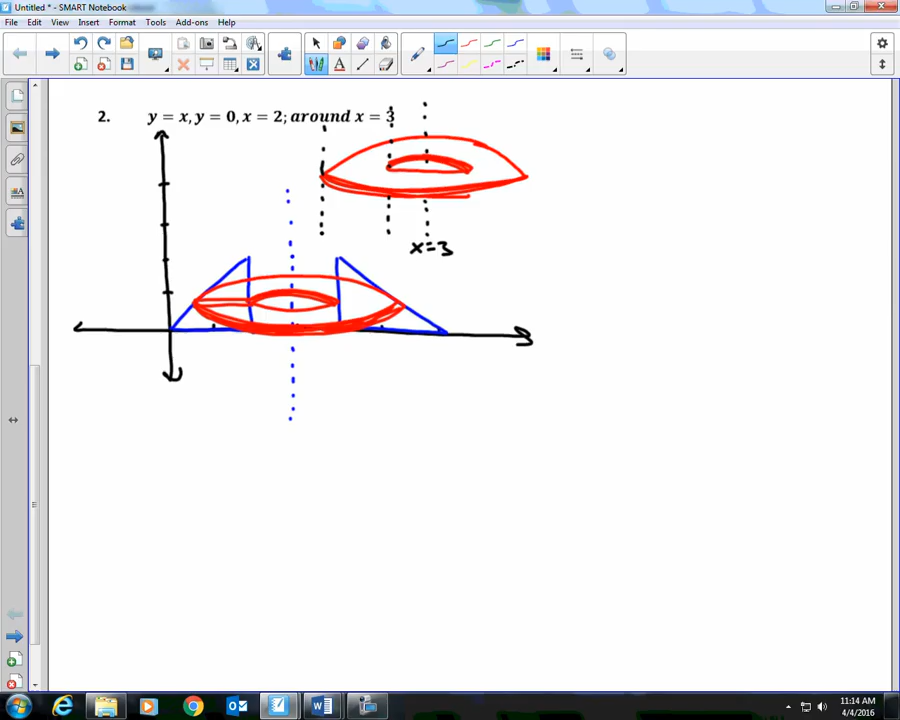 Untitled * - SMART Notebook
File Edit View Insert Format Tools Add-ons Help
2. y = x, y = 0, x = 2; around x = 3
x=3
11:14 AM
4/4/2016